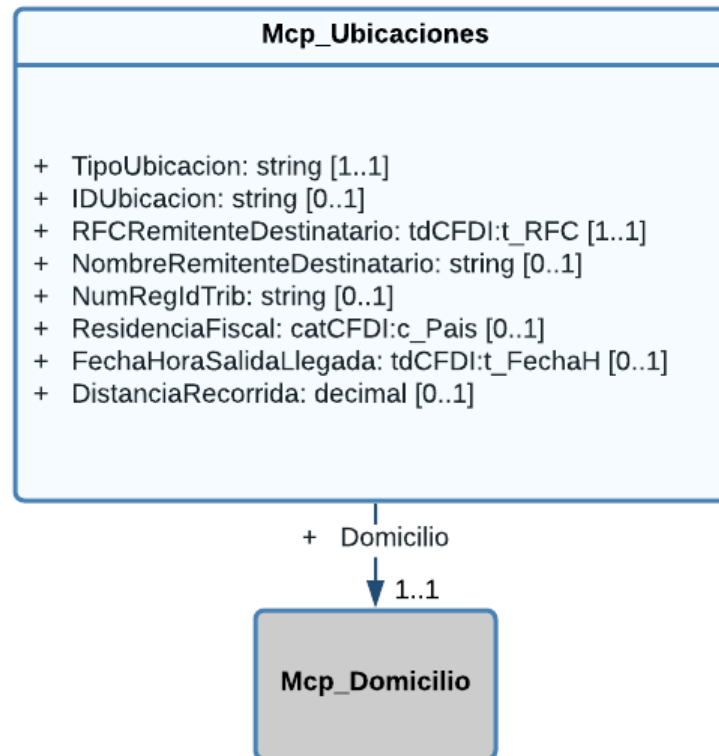 Mcp_Ubicaciones
+ TipoUbicacion: string [1..1]
+ IDUbicacion: string [0..1]
+ RFCRemitenteDestinatario: tdCFDI:t_RFC [1..1]
+ NombreRemitenteDestinatario: string [0..1]
+ NumRegIdTrib: string [0..1]
+ ResidenciaFiscal: catCFDI:c_Pais [0..1]
+ FechaHoraSalidaLlegada: tdCFDI:t_FechaH [0..1]
+ DistanciaRecorrida: decimal [0..1]
+ Domicilio
1..1
Mcp_Domicilio